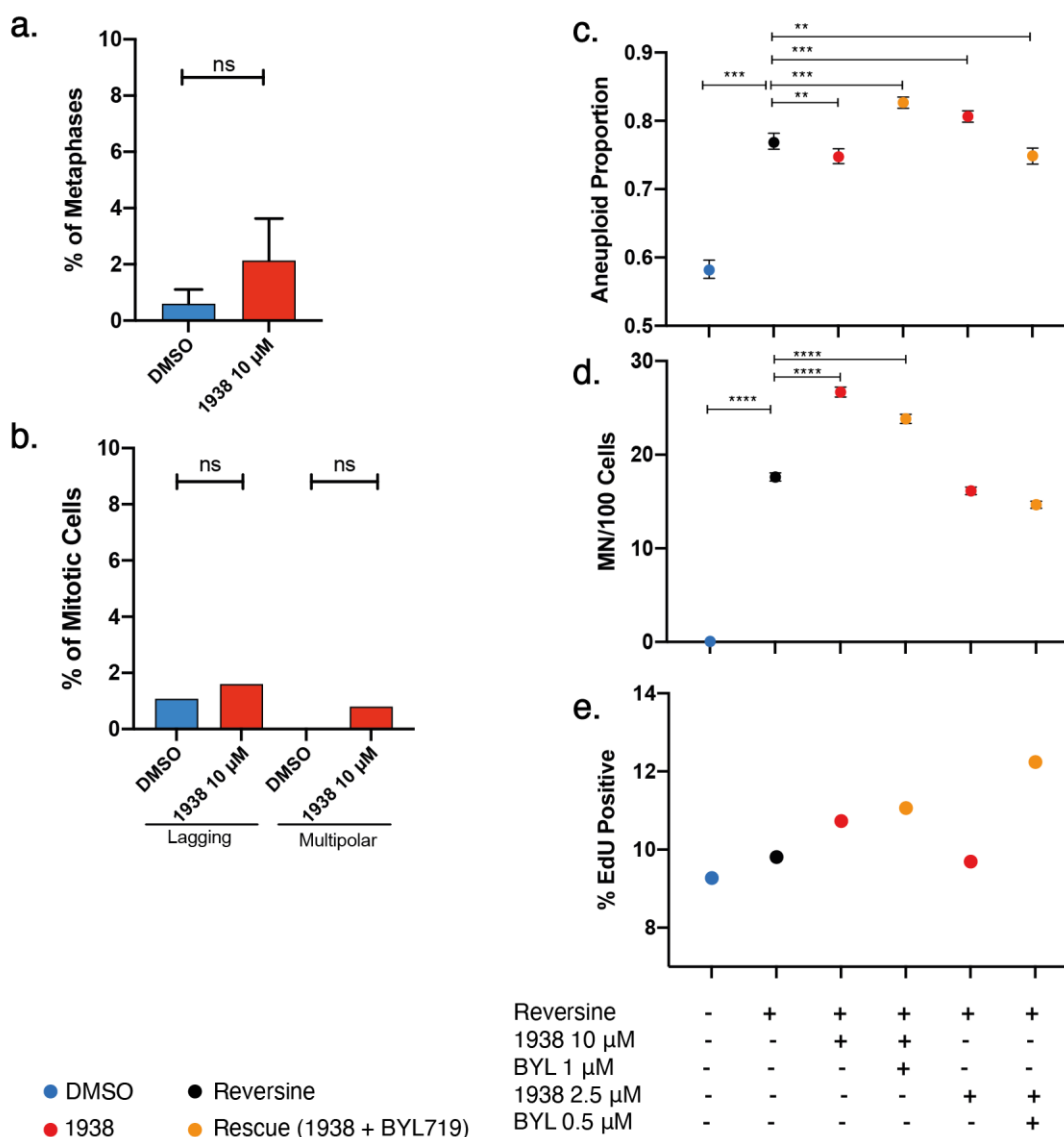 a.
% of Metaphases
10
8
6
4
2
0
ns
DMSO
1938 10 µM
b.
% of Mitotic Cells
10
8
6
4
2
0
ns
ns
DMSO
1938 10 µM
DMSO
1938 10 µM
Lagging
Multipolar
c.
Aneuploid Proportion
0.9
0.8
0.7
0.6
0.5
**
***
*** ***
**
d.
MN/100 Cells
30
20
10
0
****
****
****
e.
% EdU Positive
14
12
10
8
Reversine - + + + + +
1938 10 µM - - + + - -
BYL 1 µM - - - + - -
1938 2.5 µM - - - - + +
BYL 0.5 µM - - - - - +
DMSO Reversine
1938 Rescue (1938 + BYL719)